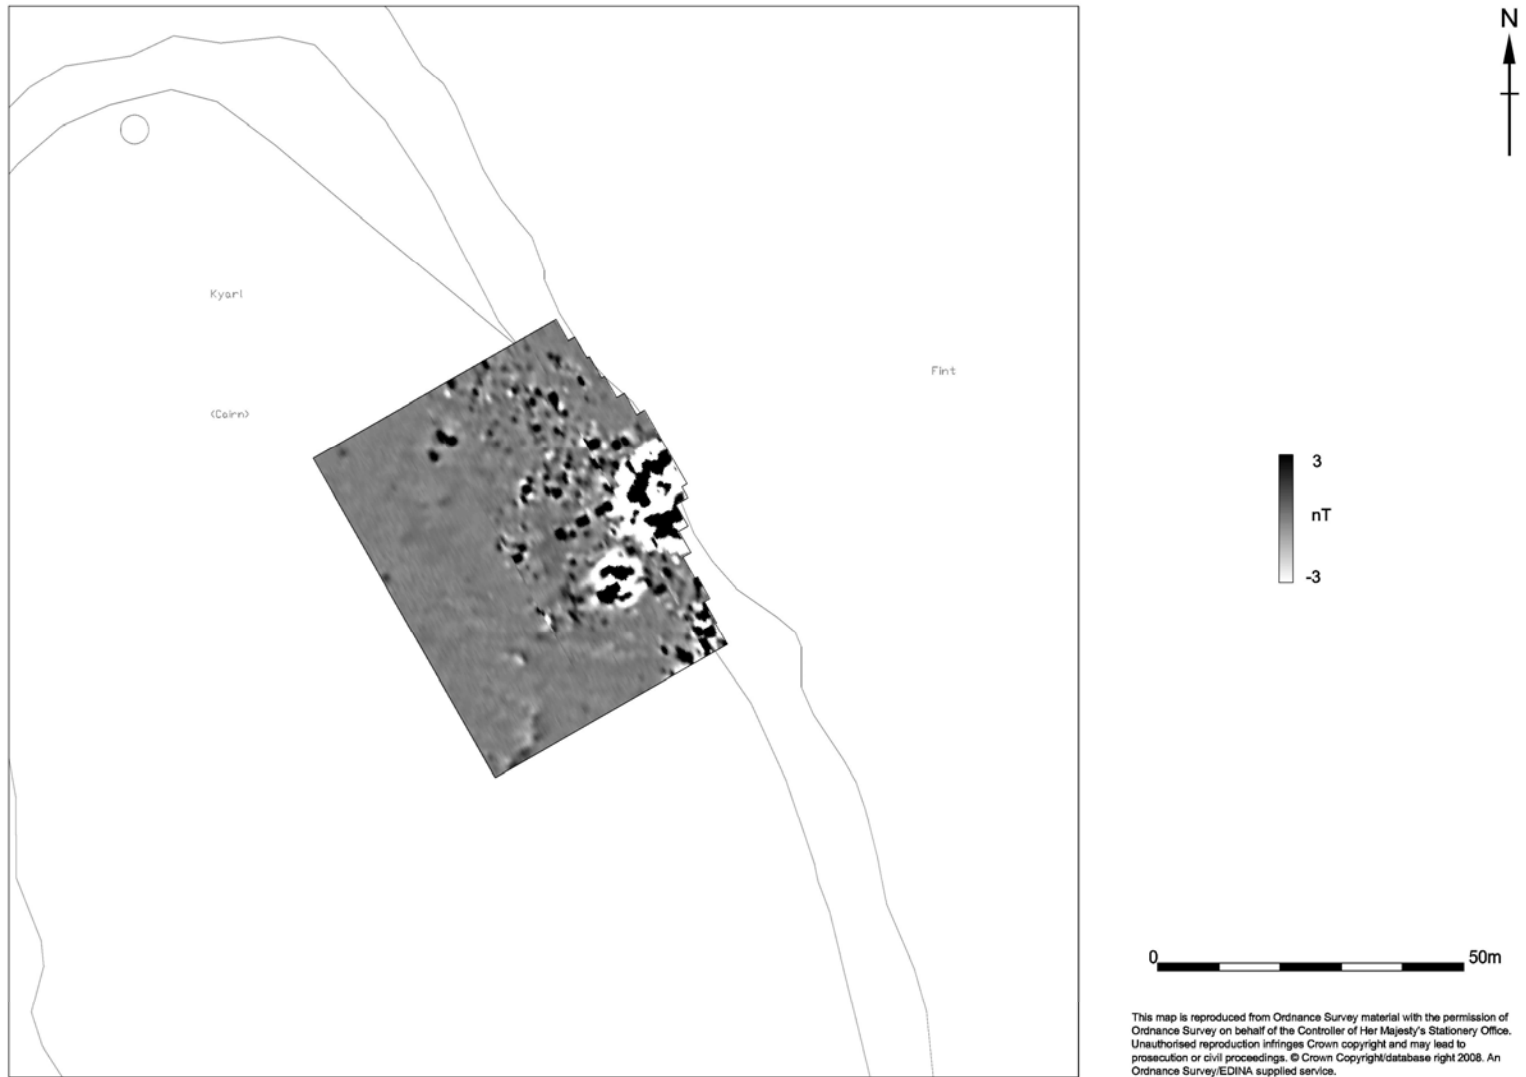 N
Kyarl
Fint
(Cairn)
3
nT
-3
0
50m
This map is reproduced from Ordnance Survey material with the permission of
Ordnance Survey on behalf of the Controller of Her Majesty's Stationery Office.
Unauthorised reproduction infringes Crown copyright and may lead to
prosecution or civil proceedings. © Crown Copyright/database right 2008. An
Ordnance Survey/EDINA supplied service.